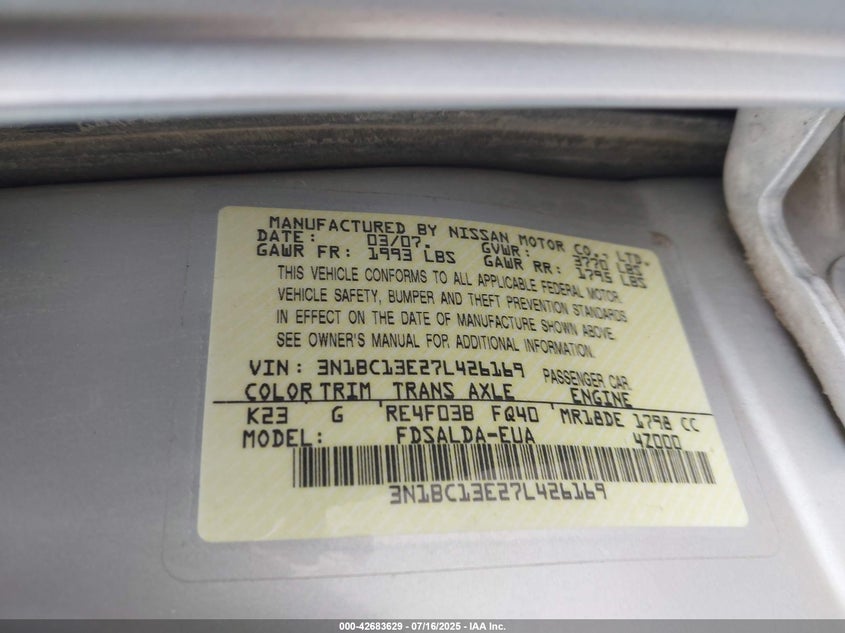 MANUFACTURED BY NISSAN MOTOR CO., LTD.
DATE: 03/07. GVWR: 3770 LBS
GAWR FR: 1993 LBS GAWR RR: 1795 LBS
THIS VEHICLE CONFORMS TO ALL APPLICABLE FEDERAL MOTOR
VEHICLE SAFETY, BUMPER AND THEFT PREVENTION STANDARDS
IN EFFECT ON THE DATE OF MANUFACTURE SHOWN ABOVE.
SEE OWNER'S MANUAL FOR ADDITIONAL INFORMATION.
VIN: 3N1BC13E27L426169 PASSENGER CAR
COLOR TRIM TRANS AXLE ENGINE
K23 G RE4F03B FQ40 MR18DE 1798 CC
MODEL: FDSALDA-EUA 4Z000
3N1BC13E27L426169
000-42683629 - 07/16/2025 - IAA Inc.